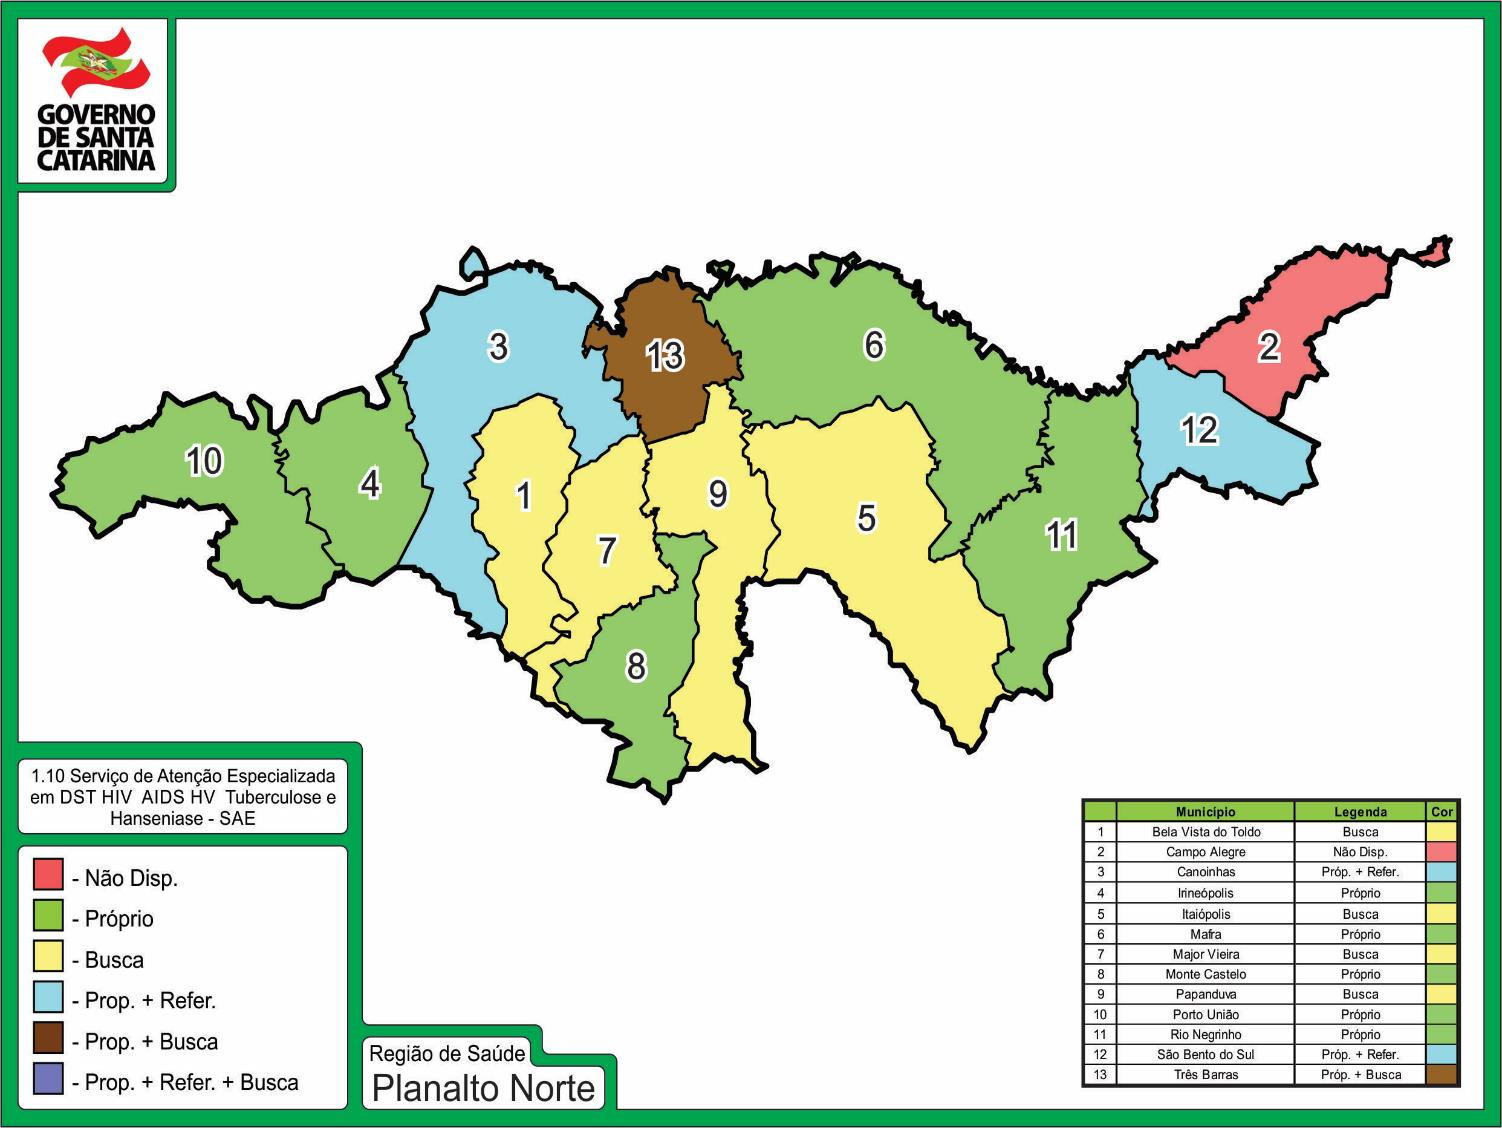 GOVERNO
DE SANTA
CATARINA
3
13
6
2
12
10
4
1
9
5
7
11
8
1.10 Serviço de Atenção Especializada
em DST HIV AIDS HV Tuberculose e
Hanseniase - SAE
- Não Disp.
- Próprio
- Busca
- Prop. + Refer.
- Prop. + Busca
- Prop. + Refer. + Busca
Região de Saúde
Planalto Norte
Município Legenda Cor
1 Bela Vista do Toldo Busca
2 Campo Alegre Não Disp.
3 Canoinhas Próp. + Refer.
4 Irineópolis Próprio
5 Itaiópolis Busca
6 Mafra Próprio
7 Major Vieira Busca
8 Monte Castelo Próprio
9 Papanduva Busca
10 Porto União Próprio
11 Rio Negrinho Próprio
12 São Bento do Sul Próp. + Refer.
13 Três Barras Próp. + Busca